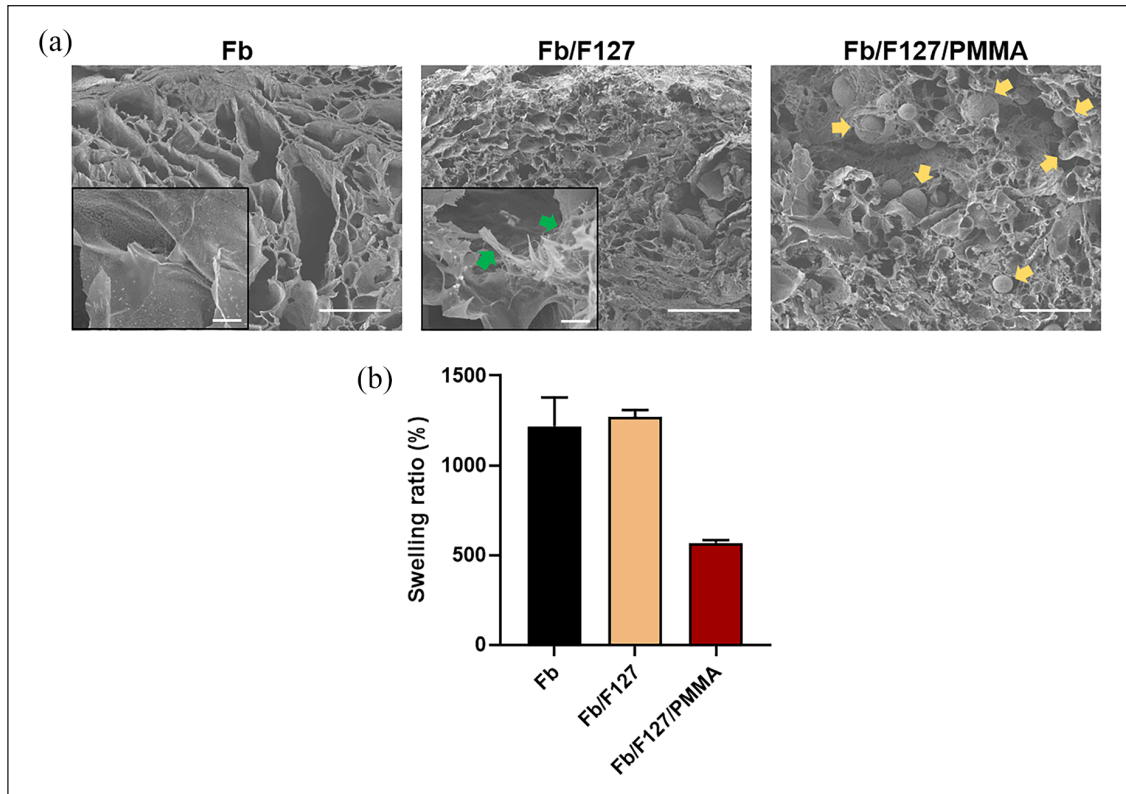 (a)
Fb
Fb/F127
Fb/F127/PMMA
(b)
Swelling ratio (%)
1500
1000
500
0
Fb
Fb/F127
Fb/F127/PMMA